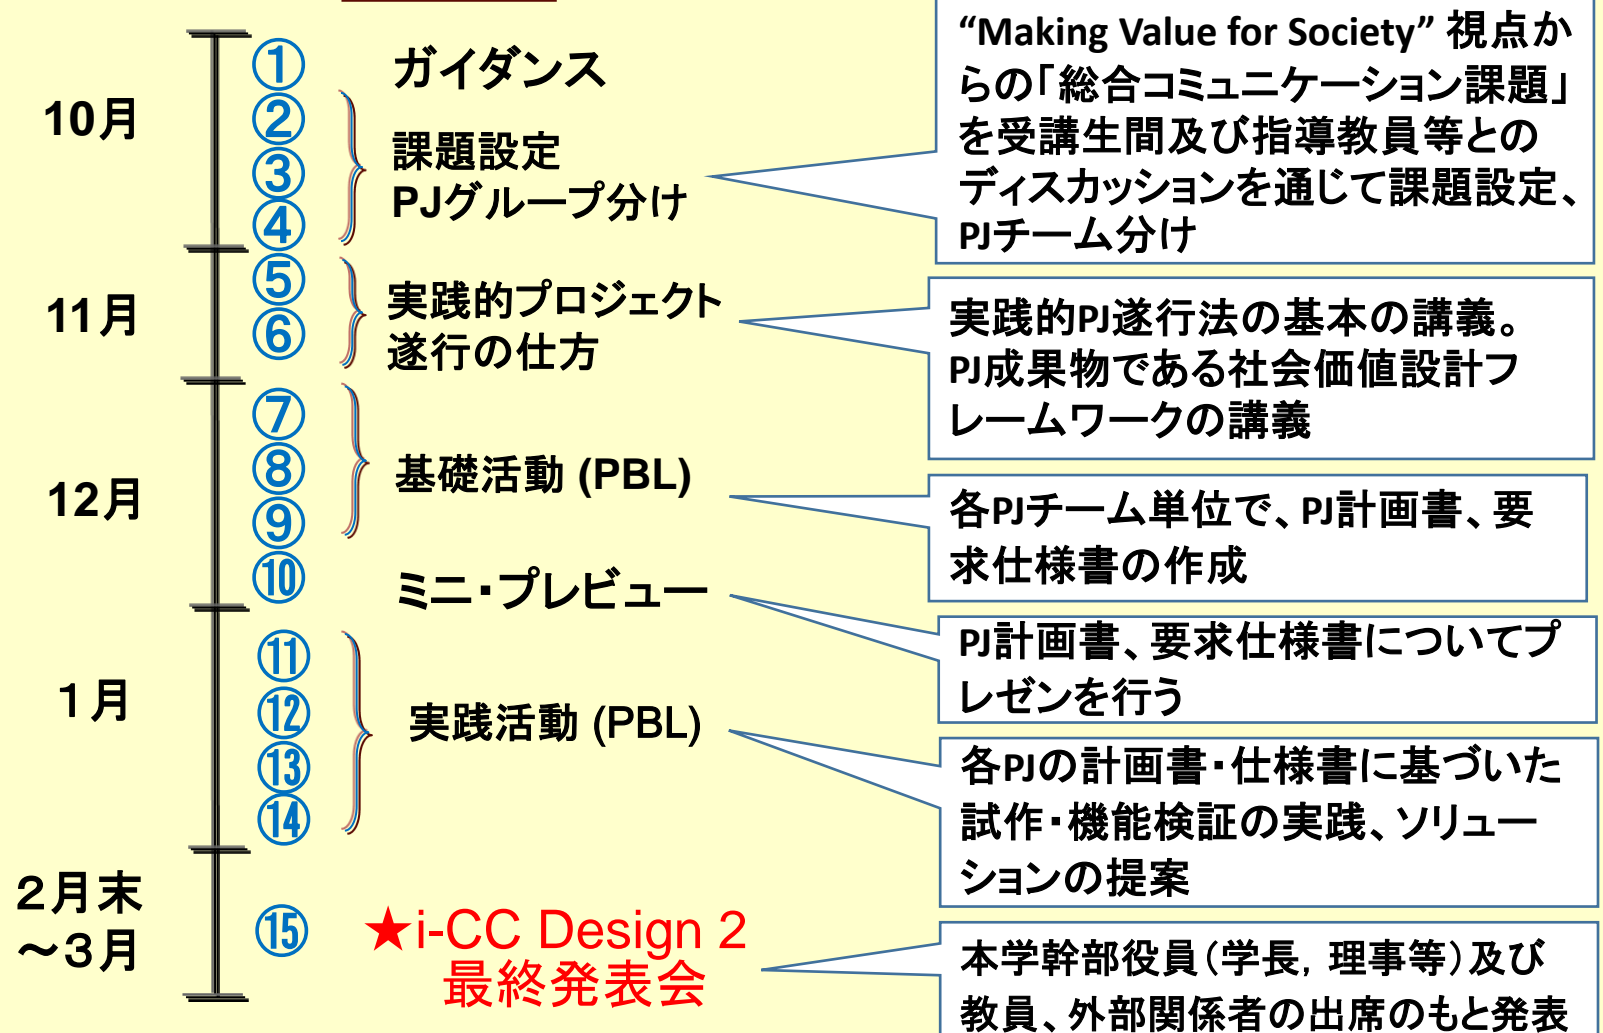 10月
①
②
③
④
ガイダンス
課題設定
PJグループ分け
“Making Value for Society” 視点か
らの「総合コミュニケーション課題」
を受講生間及び指導教員等との
ディスカッションを通じて課題設定、
PJチーム分け
11月
⑤
⑥
実践的プロジェクト
遂行の仕方
実践的PJ遂行法の基本の講義。
PJ成果物である社会価値設計フ
レームワークの講義
12月
⑦
⑧
⑨
⑩
基礎活動 (PBL)
各PJチーム単位で、PJ計画書、要
求仕様書の作成
ミニ・プレビュー
PJ計画書、要求仕様書についてプ
レゼンを行う
1月
⑪
⑫
⑬
⑭
実践活動 (PBL)
各PJの計画書・仕様書に基づいた
試作・機能検証の実践、ソリュー
ションの提案
2月末
～3月
⑮
★i-CC Design 2
最終発表会
本学幹部役員（学長，理事等）及び
教員、外部関係者の出席のもと発表